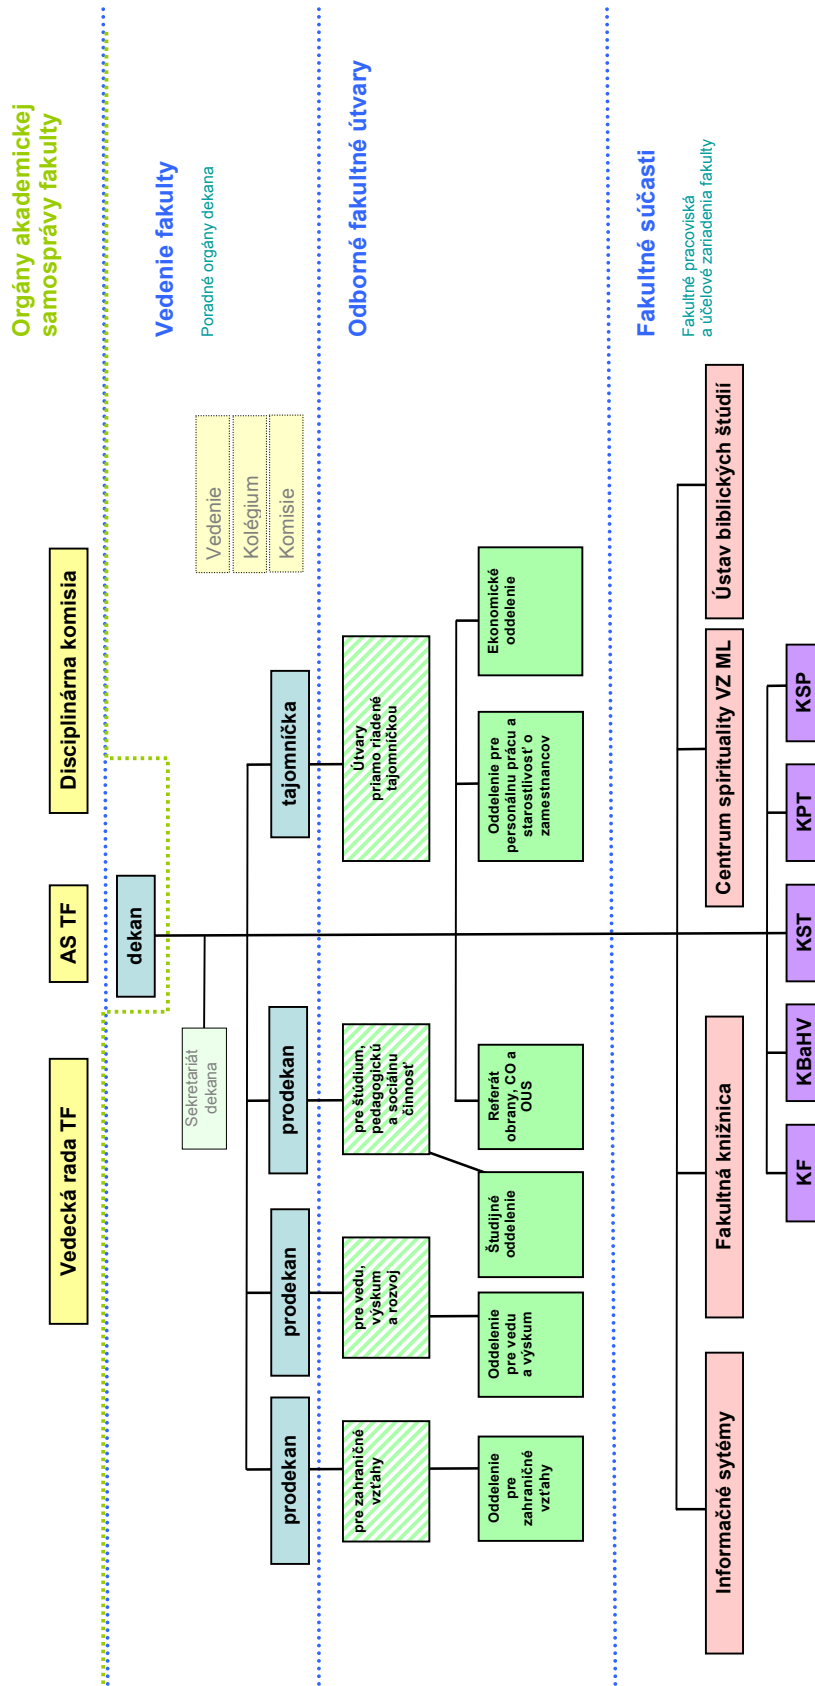 Orgány akademickej
samosprávy fakulty
Vedecká rada TF
AS TF
Disciplinárna komisia
Vedenie fakulty
Poradné orgány dekana
dekan
Sekretariát
dekana
Vedenie
Kolégium
Komisie
prodekan
prodekan
prodekan
tajomníčka
Odborné fakultné útvary
pre zahraničné
vzťahy
pre vedu,
výskum
a rozvoj
pre štúdium,
pedagogickú
a sociálnu
činnosť
Útvary
priamo riadené
tajomníčkou
Oddelenie
pre
zahraničné
vzťahy
Oddelenie
pre vedu
a výskum
Študijné
oddelenie
Referát
obrany, CO a
OUS
Oddelenie pre
personálnu prácu a
starostlivosť o
zamestnancov
Ekonomické
oddelenie
Fakultné súčasti
Fakultné pracoviská
a účelové zariadenia fakulty
Informačné sytémy
Fakultná knižnica
Centrum spirituality VZ ML
Ústav biblických štúdií
KF
KBaHV
KST
KPT
KSP